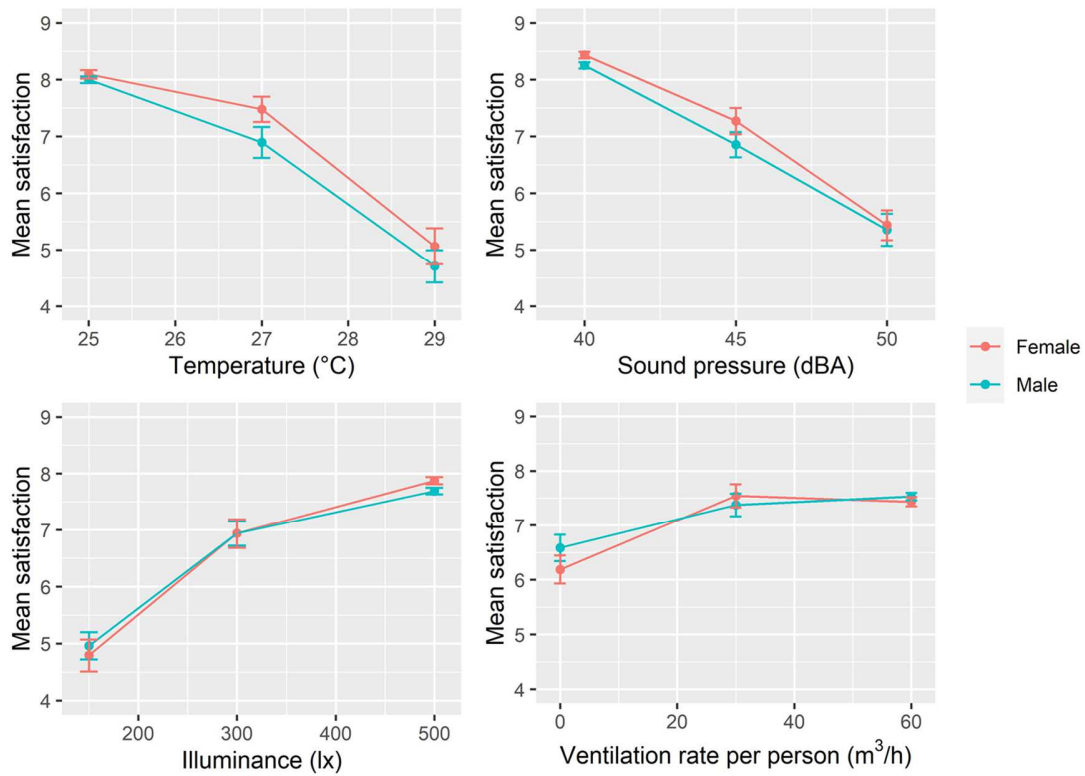 9
8
7
6
5
4
Mean satisfaction
25 26 27 28 29
Temperature (°C)
9
8
7
6
5
4
Mean satisfaction
40 45 50
Sound pressure (dBA)
Female
Male
9
8
7
6
5
4
Mean satisfaction
200 300 400 500
Illuminance (lx)
9
8
7
6
5
4
Mean satisfaction
0 20 40 60
Ventilation rate per person (m³/h)